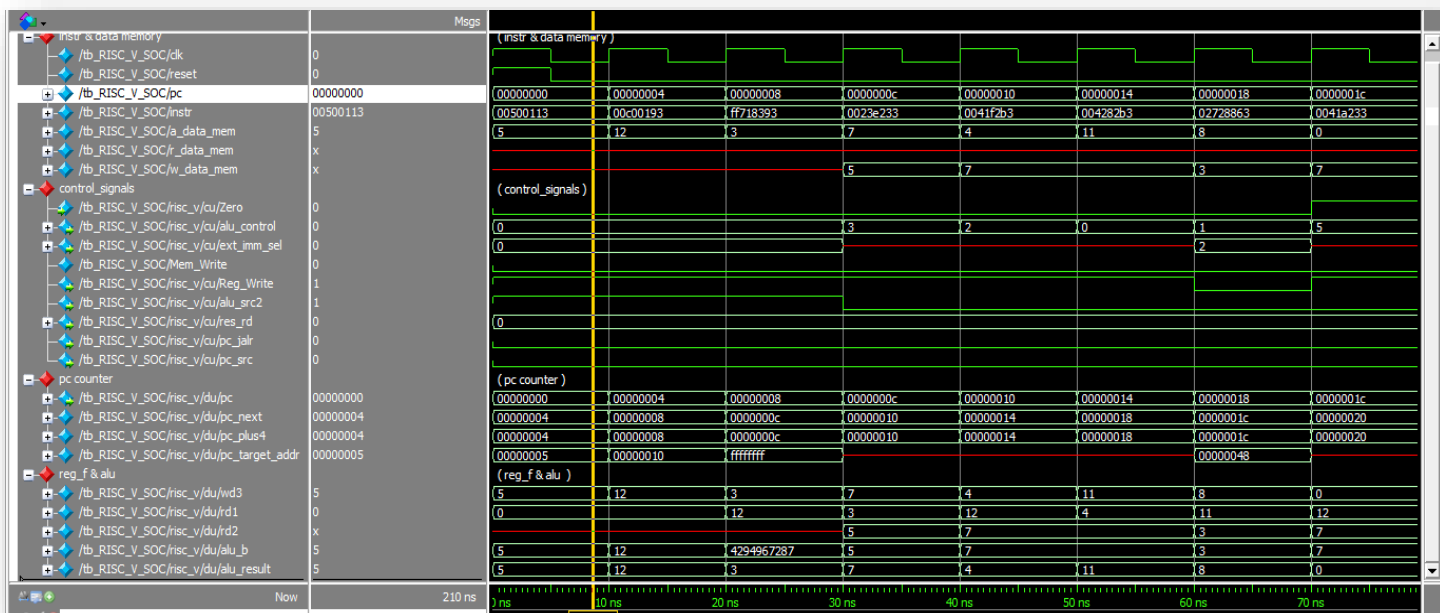 Msgs
instr & data memory ( instr & data memory )
/tb_RISC_V_SOC/clk 0
/tb_RISC_V_SOC/reset 0
/tb_RISC_V_SOC/pc 00000000 00000000 00000004 00000008 0000000c 00000010 00000014 00000018 0000001c
/tb_RISC_V_SOC/instr 00500113 00500113 00c00193 ff718393 0023e233 0041f2b3 004282b3 02728863 0041a233
/tb_RISC_V_SOC/a_data_mem 5 5 12 3 7 4 11 8 0
/tb_RISC_V_SOC/r_data_mem x
/tb_RISC_V_SOC/w_data_mem x 5 7 3 7
control_signals ( control_signals )
/tb_RISC_V_SOC/risc_v/cu/Zero 0
/tb_RISC_V_SOC/risc_v/cu/alu_control 0 0 3 2 0 1 5
/tb_RISC_V_SOC/risc_v/cu/ext_imm_sel 0 0 2
/tb_RISC_V_SOC/Mem_Write 0
/tb_RISC_V_SOC/risc_v/cu/Reg_Write 1
/tb_RISC_V_SOC/risc_v/cu/alu_src2 1
/tb_RISC_V_SOC/risc_v/cu/res_rd 0 0
/tb_RISC_V_SOC/risc_v/cu/pc_jalr 0
/tb_RISC_V_SOC/risc_v/cu/pc_src 0
pc counter ( pc counter )
/tb_RISC_V_SOC/risc_v/du/pc 00000000 00000000 00000004 00000008 0000000c 00000010 00000014 00000018 0000001c
/tb_RISC_V_SOC/risc_v/du/pc_next 00000004 00000004 00000008 0000000c 00000010 00000014 00000018 0000001c 00000020
/tb_RISC_V_SOC/risc_v/du/pc_plus4 00000004 00000004 00000008 0000000c 00000010 00000014 00000018 0000001c 00000020
/tb_RISC_V_SOC/risc_v/du/pc_target_addr 00000005 00000005 00000010 ffffffff 00000048
reg_f & alu ( reg_f & alu )
/tb_RISC_V_SOC/risc_v/du/wd3 5 5 12 3 7 4 11 8 0
/tb_RISC_V_SOC/risc_v/du/rd1 0 0 12 3 12 4 11 12
/tb_RISC_V_SOC/risc_v/du/rd2 x 5 7 3 7
/tb_RISC_V_SOC/risc_v/du/alu_b 5 5 12 4294967287 5 7 3 7
/tb_RISC_V_SOC/risc_v/du/alu_result 5 5 12 3 7 4 11 8 0
Now 210 ns 10 ns 20 ns 30 ns 40 ns 50 ns 60 ns 70 ns